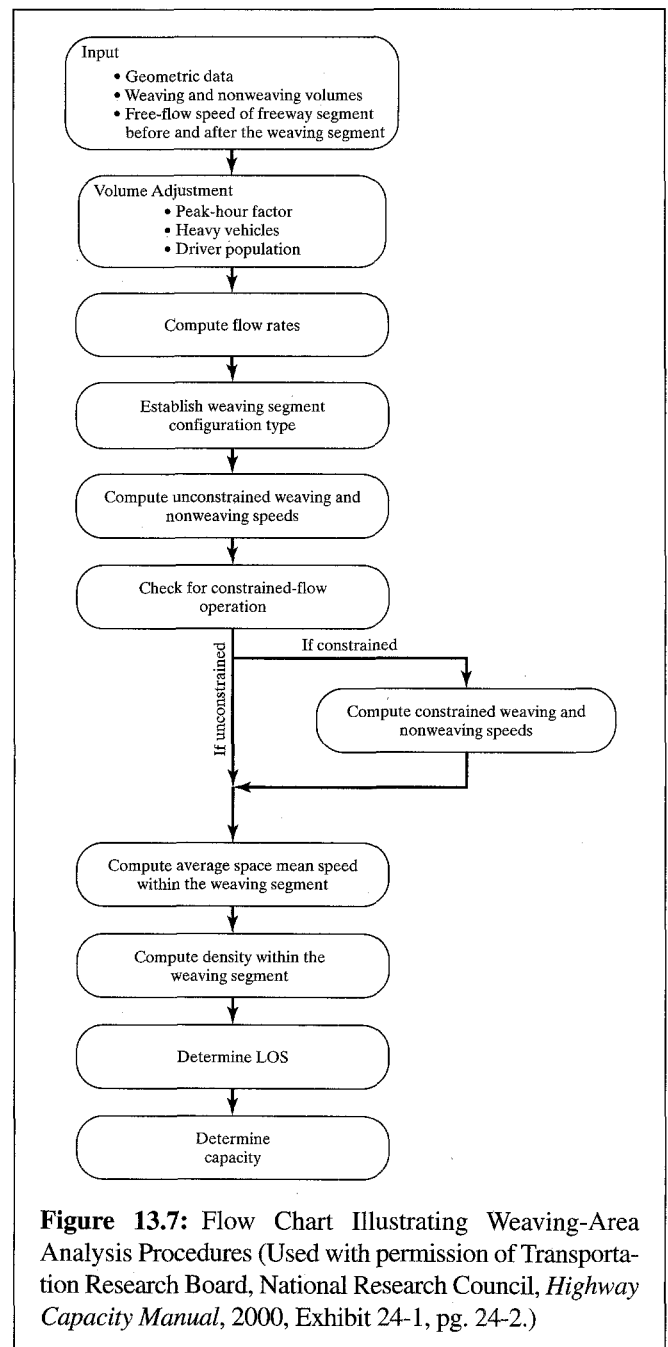 Input
• Geometric data
• Weaving and nonweaving volumes
• Free-flow speed of freeway segment
before and after the weaving segment
Volume Adjustment
• Peak-hour factor
• Heavy vehicles
• Driver population
Compute flow rates
Establish weaving segment
configuration type
Compute unconstrained weaving and
nonweaving speeds
Check for constrained-flow
operation
If constrained
If unconstrained
Compute constrained weaving and
nonweaving speeds
Compute average space mean speed
within the weaving segment
Compute density within the
weaving segment
Determine LOS
Determine
capacity
Figure 13.7: Flow Chart Illustrating Weaving-Area
Analysis Procedures (Used with permission of Transporta-
tion Research Board, National Research Council, Highway
Capacity Manual, 2000, Exhibit 24-1, pg. 24-2.)